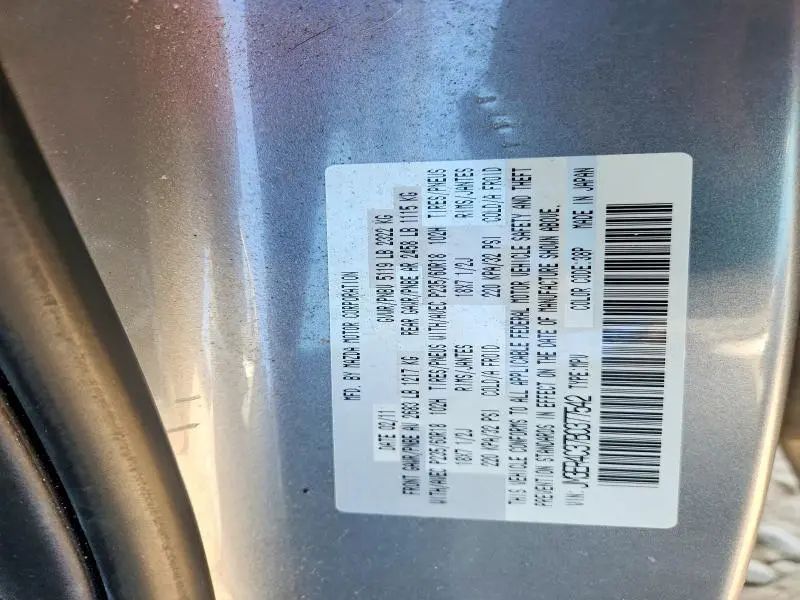 MFD. BY MAZDA MOTOR CORPORATION
DATE 02/11 GVWR/PNBV 5119 LB 2322 KG
FRONT GAWR/PNBE AV 2683 LB 1217 KG REAR GAWR/PNBE AR 2458 LB 1115 KG
WITH/AVEC P235/60R18 102H TIRES/PNEUS WITH/AVEC P235/60R18 102H TIRES/PNEUS
18X7 1/2J RIMS/JANTES 18X7 1/2J RIMS/JANTES
220 KPA/32 PSI COLD/A FROID 220 KPA/32 PSI COLD/A FROID
THIS VEHICLE CONFORMS TO ALL APPLICABLE FEDERAL MOTOR VEHICLE SAFETY AND THEFT
PREVENTION STANDARDS IN EFFECT ON THE DATE OF MANUFACTURE SHOWN ABOVE.
VIN. JM3ER4C37B0377542 TYPE:MPV COLOR CODE:38P MADE IN JAPAN